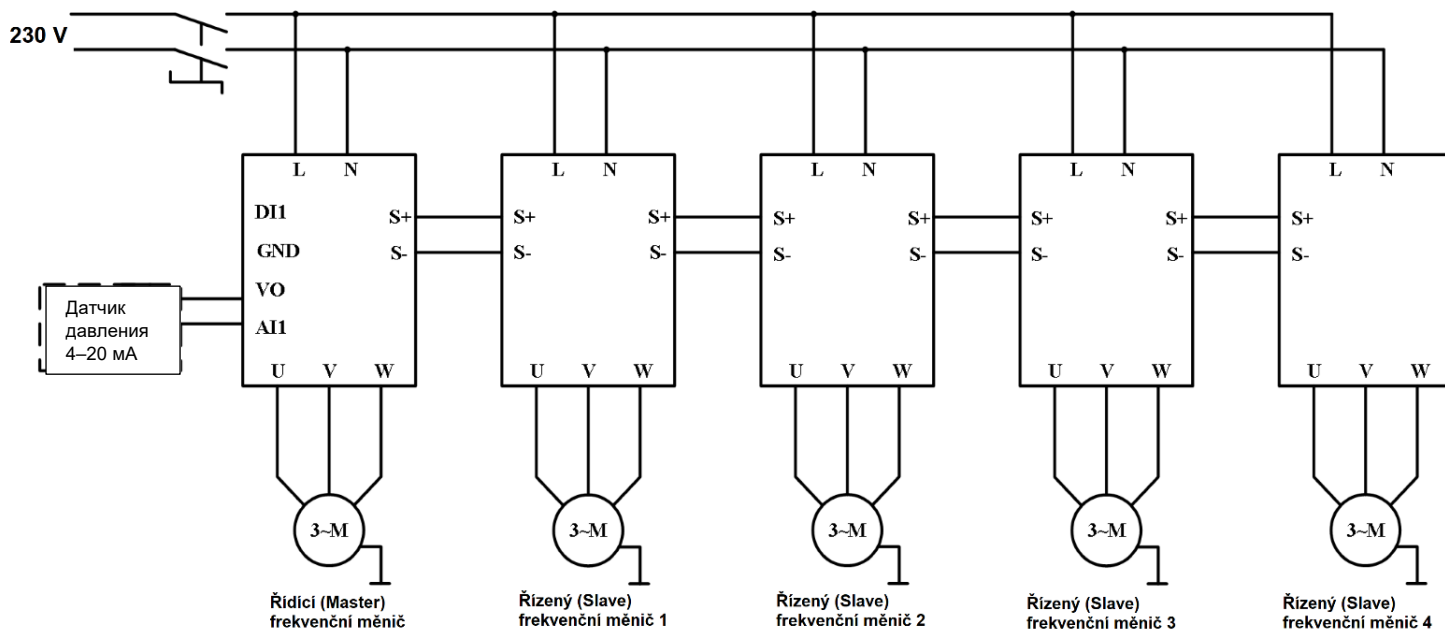 230 V
L N L N L N L N L N
DI1 S+ S+ S+ S+ S+ S+ S+ S+
GND S- S- S- S- S- S- S- S-
VO
AI1
Датчик
давления
4–20 мА
U V W U V W U V W U V W U V W
3~M 3~M 3~M 3~M 3~M
Řídicí (Master)
frekvenční měnič
Řízený (Slave)
frekvenční měnič 1
Řízený (Slave)
frekvenční měnič 2
Řízený (Slave)
frekvenční měnič 3
Řízený (Slave)
frekvenční měnič 4